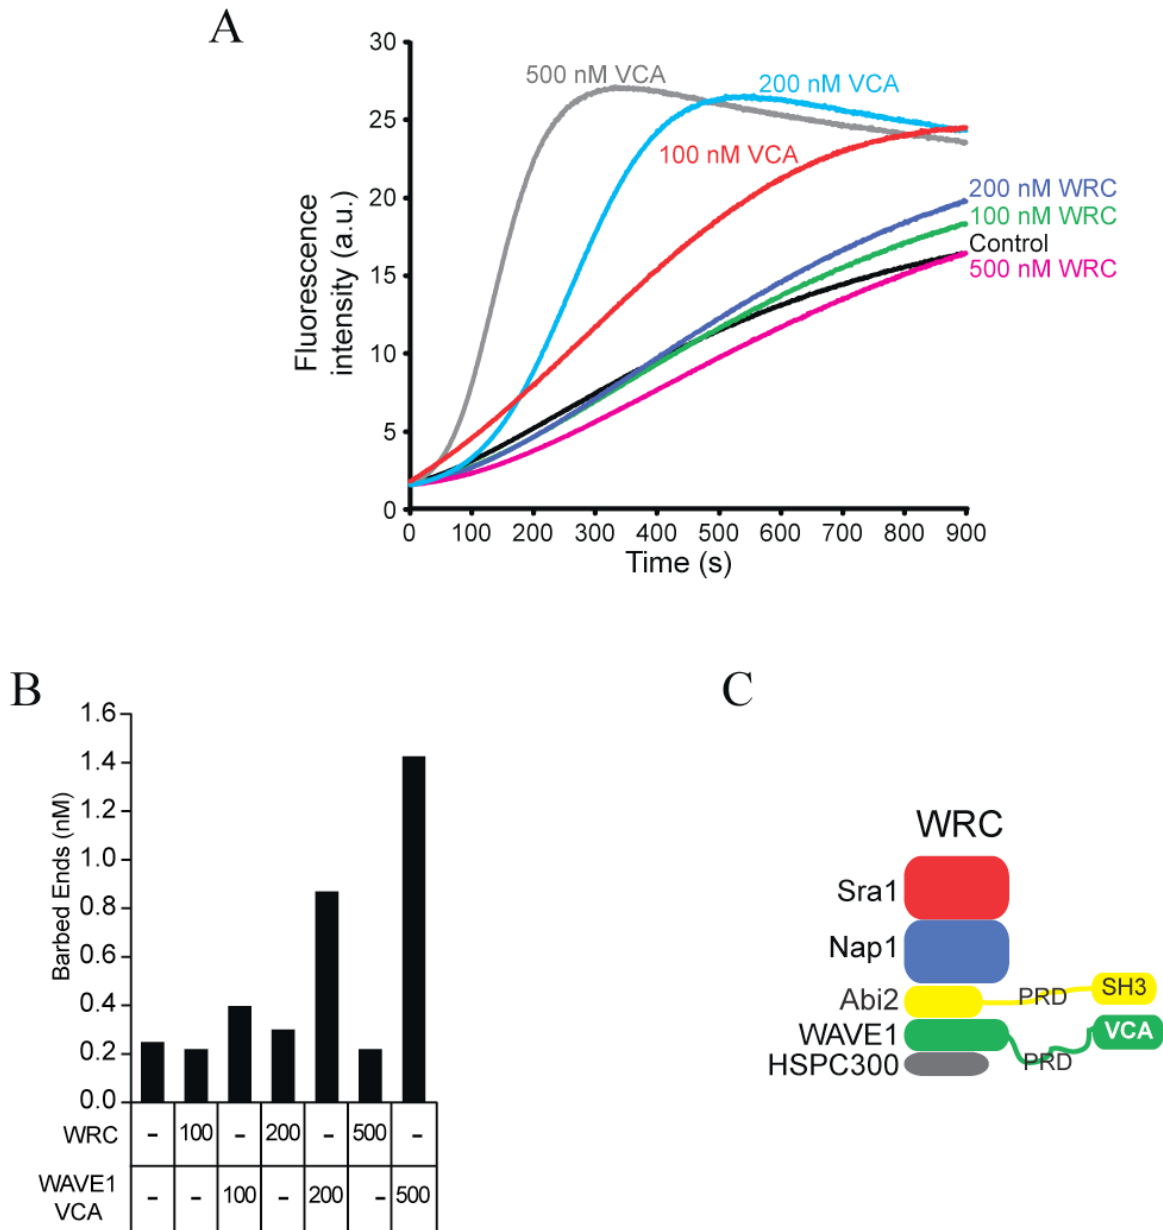 A
30
25
20
15
10
5
0
Fluorescence
intensity (a.u.)
500 nM VCA
200 nM VCA
100 nM VCA
200 nM WRC
100 nM WRC
Control
500 nM WRC
0 100 200 300 400 500 600 700 800 900
Time (s)
B
1.6
1.4
1.2
1.0
0.8
0.6
0.4
0.2
0.0
Barbed Ends (nM)
WRC - 100 - 200 - 500 -
WAVE1
VCA - - 100 - 200 - 500
C
WRC
Sra1
Nap1
Abi2 PRD SH3
WAVE1 PRD VCA
HSPC300